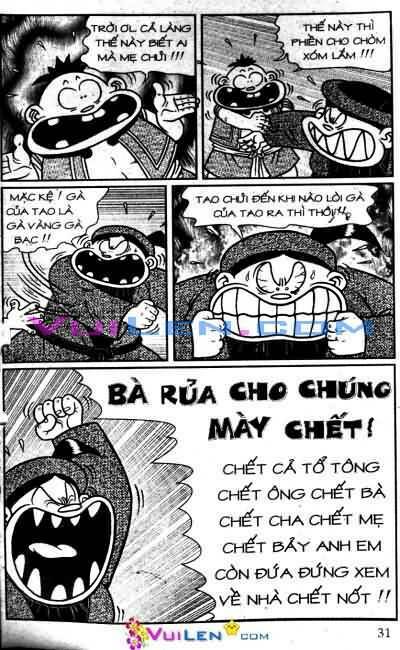 TRỜI ƠI. CẢ LÀNG
THẾ NÀY BIẾT AI
MÀ MẸ CHỬI !!!
THẾ NÀY THÌ
PHIỀN CHO CHÒM
XÓM LẮM !!!
MẶC KỆ ! GÀ
CỦA TAO LÀ
GÀ VÀNG GÀ
BẠC !!
TAO CHỬI ĐẾN KHI NÀO LÒI GÀ
CỦA TAO RA THÌ THÔI !!
VUILEN.COM
BÀ RỦA CHO CHÚNG
MÀY CHẾT !
CHẾT CẢ TỔ TÔNG
CHẾT ÔNG CHẾT BÀ
CHẾT CHA CHẾT MẸ
CHẾT BẢY ANH EM
CÒN ĐỨA ĐỨNG XEM
VỀ NHÀ CHẾT NỐT !!
31
VUILEN.COM